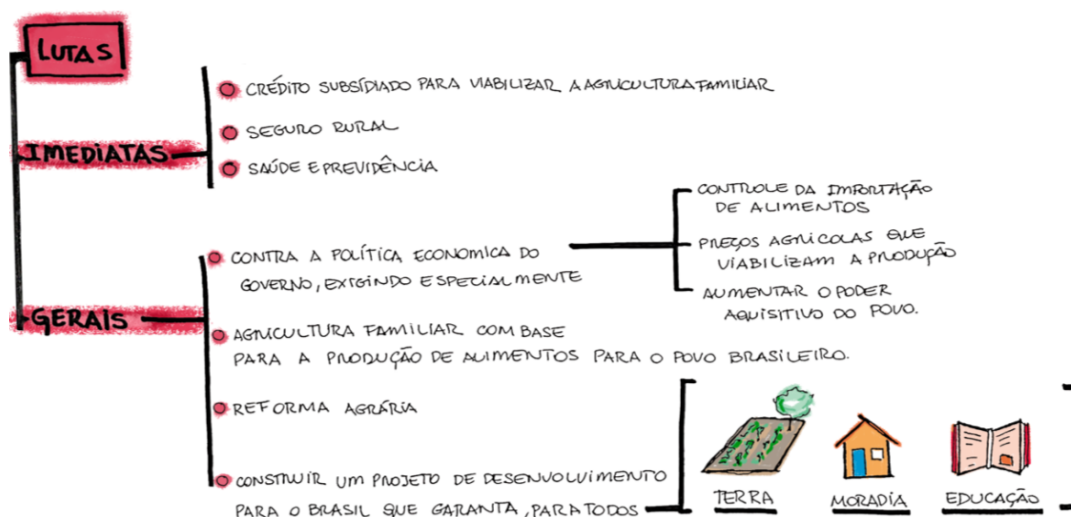 LUTAS
IMEDIATAS
CRÉDITO SUBSIDIADO PARA VIABILIZAR A AGRICULTURA FAMILIAR
SEGURO RURAL
SAÚDE E PREVIDÊNCIA
GERAIS
CONTRA A POLÍTICA ECONOMICA DO
GOVERNO, EXIGINDO ESPECIALMENTE
CONTROLE DA IMPORTAÇÃO
DE ALIMENTOS
PREÇOS AGRICOLAS QUE
VIABILIZAM A PRODUÇÃO
AUMENTAR O PODER
AQUISITIVO DO POVO.
AGRICULTURA FAMILIAR COM BASE
PARA A PRODUÇÃO DE ALIMENTOS PARA O POVO BRASILEIRO.
REFORMA AGRÁRIA
CONSTRUIR UM PROJETO DE DESENVOLVIMENTO
PARA O BRASIL QUE GARANTA, PARA TODOS
TERRA
MORADIA
EDUCAÇÃO